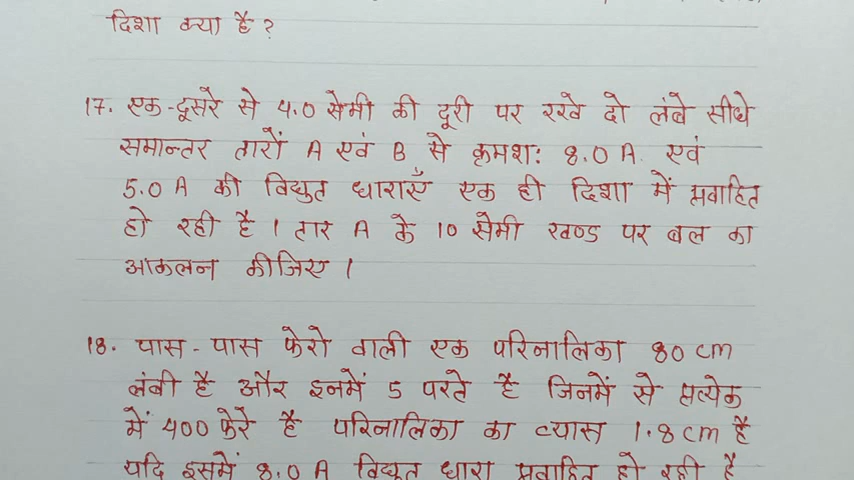 दिशा क्या है ?
17. एक-दूसरे से 4.0 सेमी की दूरी पर रखे दो लंबे सीधे
समान्तर तारों A एवं B से क्रमश: 8.0 A एवं
5.0 A की विद्युत धाराएँ एक ही दिशा में प्रवाहित
हो रही है । तार A के 10 सेमी खण्ड पर बल का
आकलन कीजिए ।
18. पास-पास फेरो वाली एक परिनालिका 80 cm
लंबी है और इनमें 5 परते है जिनमें से प्रत्येक
में 400 फेरे है परिनालिका का व्यास 1.8 cm है
यदि इसमें 8.0 A विद्युत धारा प्रवाहित हो रही है